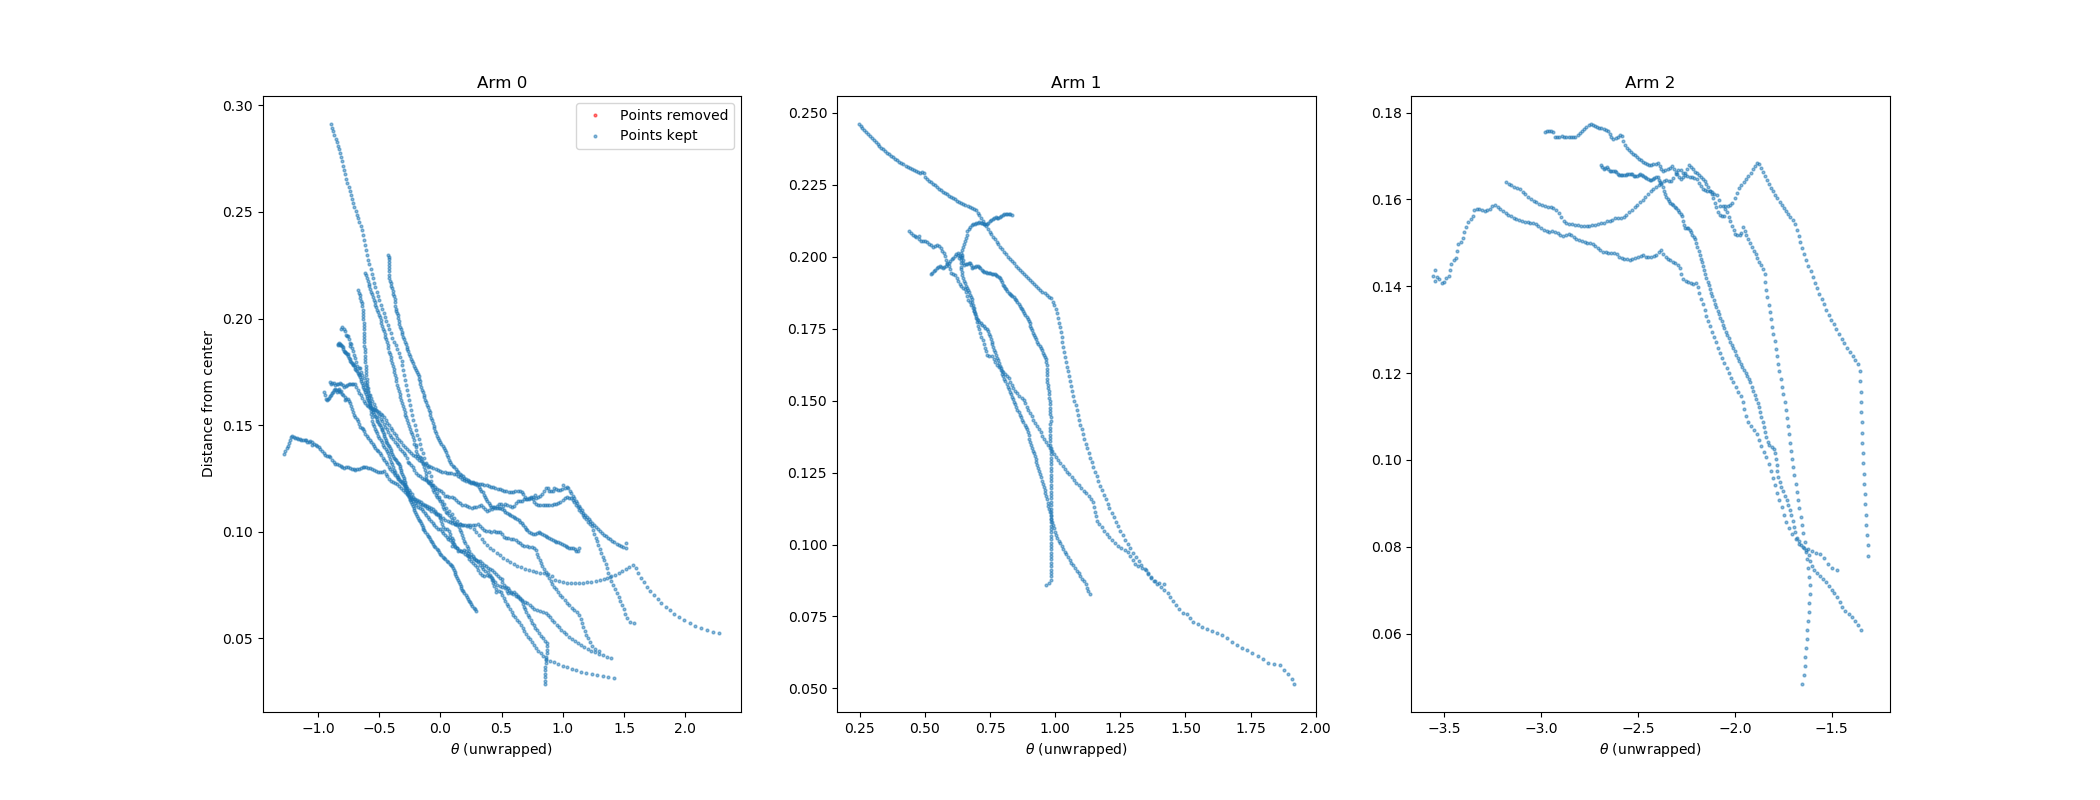 Arm 0
Distance from center
0.30
0.25
0.20
0.15
0.10
0.05
Points removed
Points kept
−1.0 −0.5 0.0 0.5 1.0 1.5 2.0
θ (unwrapped)
Arm 1
0.250
0.225
0.200
0.175
0.150
0.125
0.100
0.075
0.050
0.25 0.50 0.75 1.00 1.25 1.50 1.75 2.00
θ (unwrapped)
Arm 2
0.18
0.16
0.14
0.12
0.10
0.08
0.06
−3.5 −3.0 −2.5 −2.0 −1.5
θ (unwrapped)